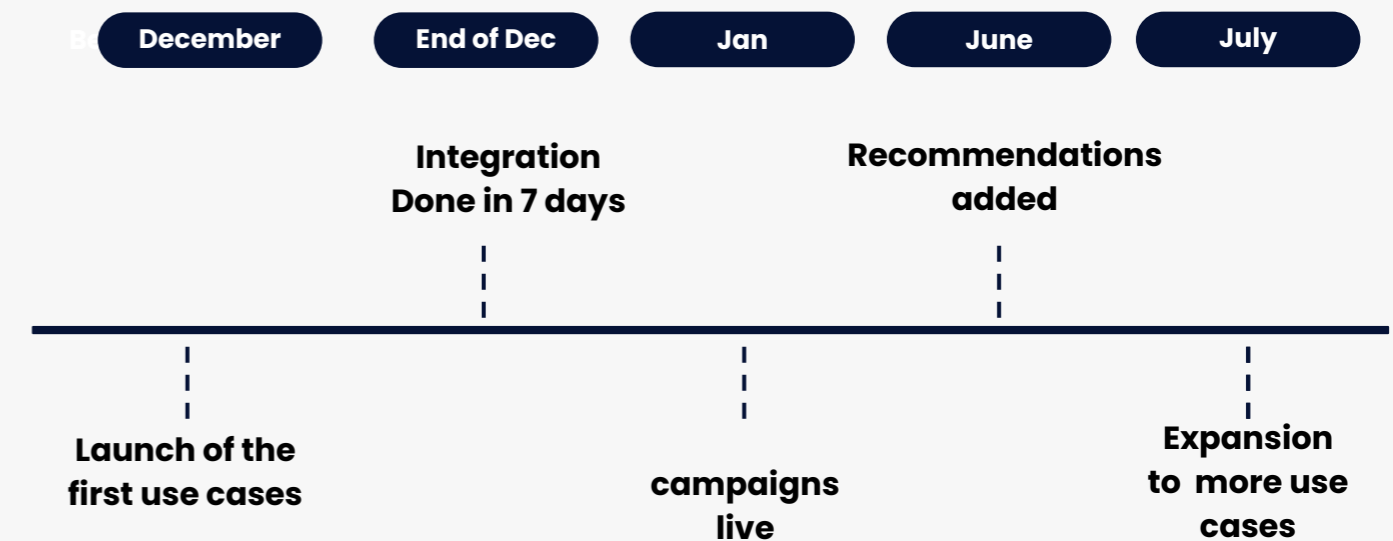 December
End of Dec
Jan
June
July
Integration
Done in 7 days
Recommendations
added
Launch of the
first use cases
campaigns
live
Expansion
to more use
cases